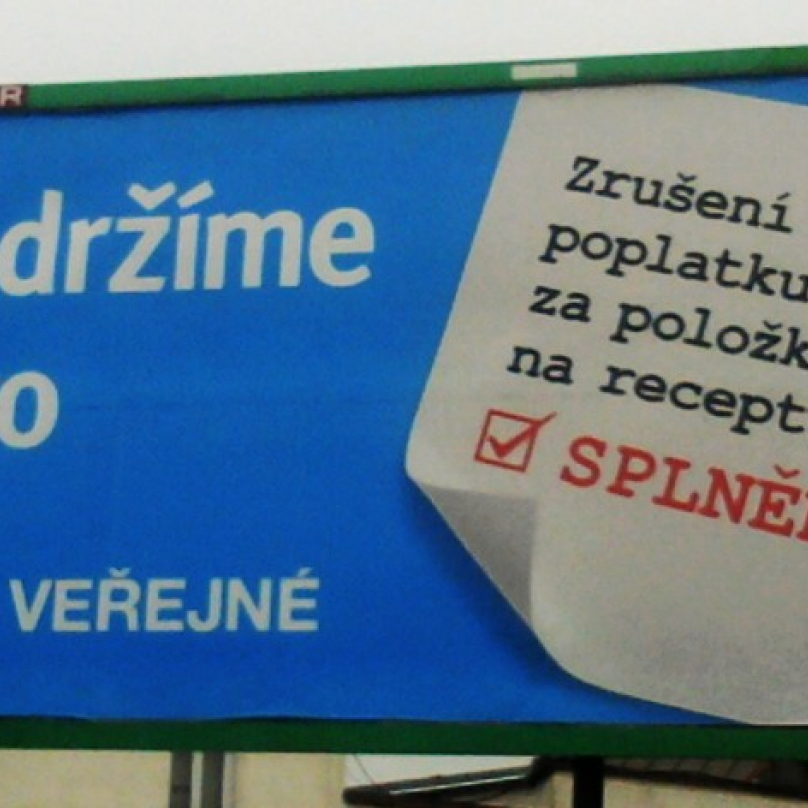 R
držíme
o
VEŘEJNÉ
Zrušení
poplatku
za položk
na recept
SPLNĚ